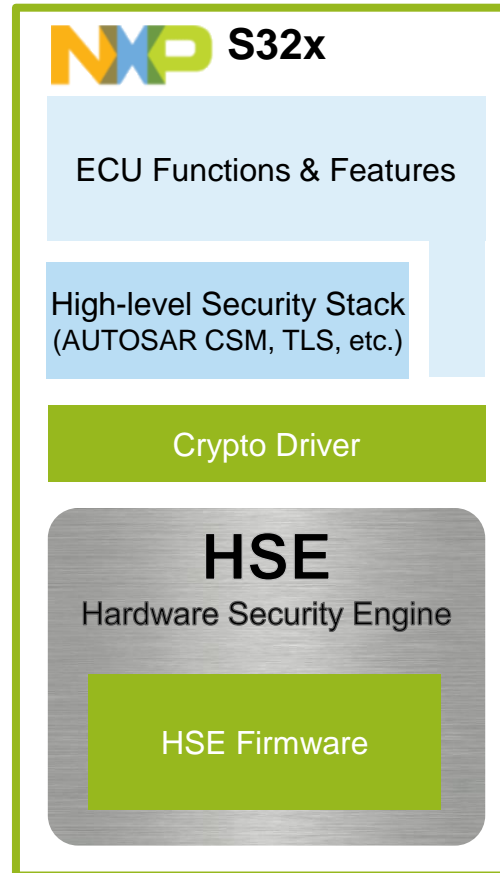 NXP S32x
ECU Functions & Features
High-level Security Stack
(AUTOSAR CSM, TLS, etc.)
Crypto Driver
HSE
Hardware Security Engine
HSE Firmware